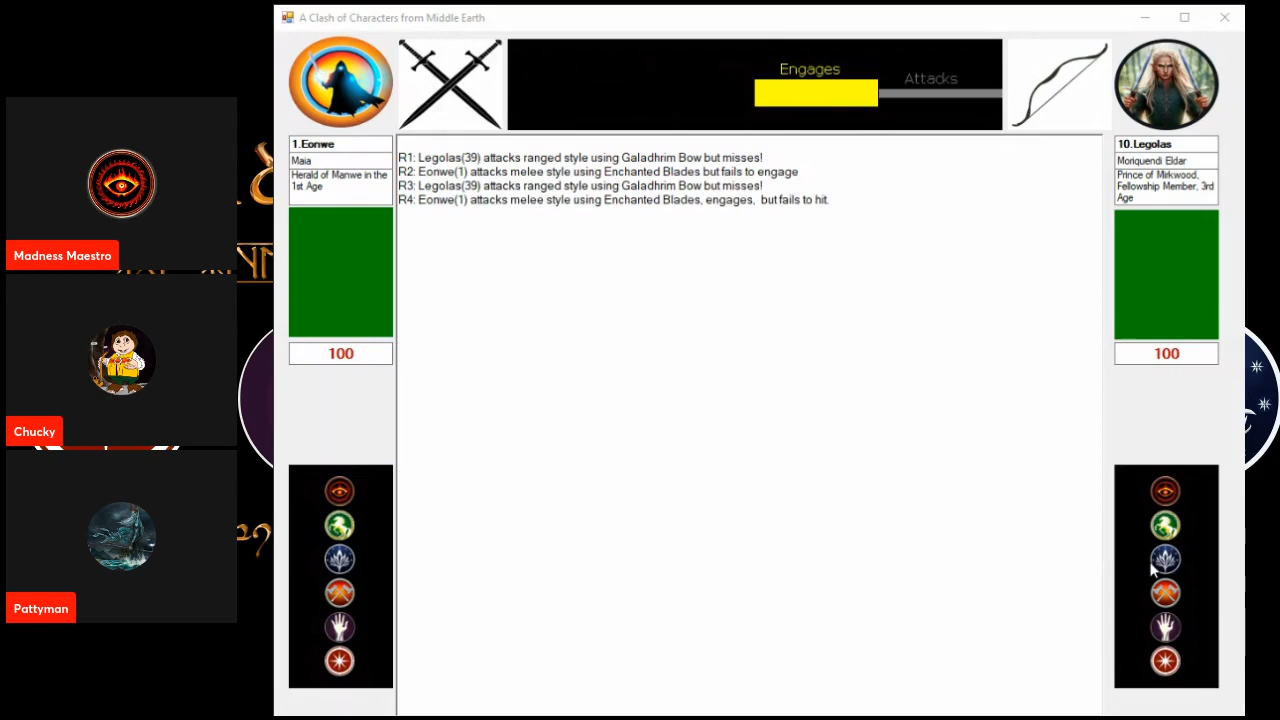 A Clash of Characters from Middle Earth
Engages
Attacks
1.Eonwe
Maia
Herald of Manwe in the
1st Age
100
R1: Legolas(39) attacks ranged style using Galadhrim Bow but misses!
R2: Eonwe(1) attacks melee style using Enchanted Blades but fails to engage
R3: Legolas(39) attacks ranged style using Galadhrim Bow but misses!
R4: Eonwe(1) attacks melee style using Enchanted Blades, engages,  but fails to hit.
10.Legolas
Moriquendi Eldar
Prince of Mirkwood,
Fellowship Member, 3rd
Age
100
Madness Maestro
Chucky
Pattyman